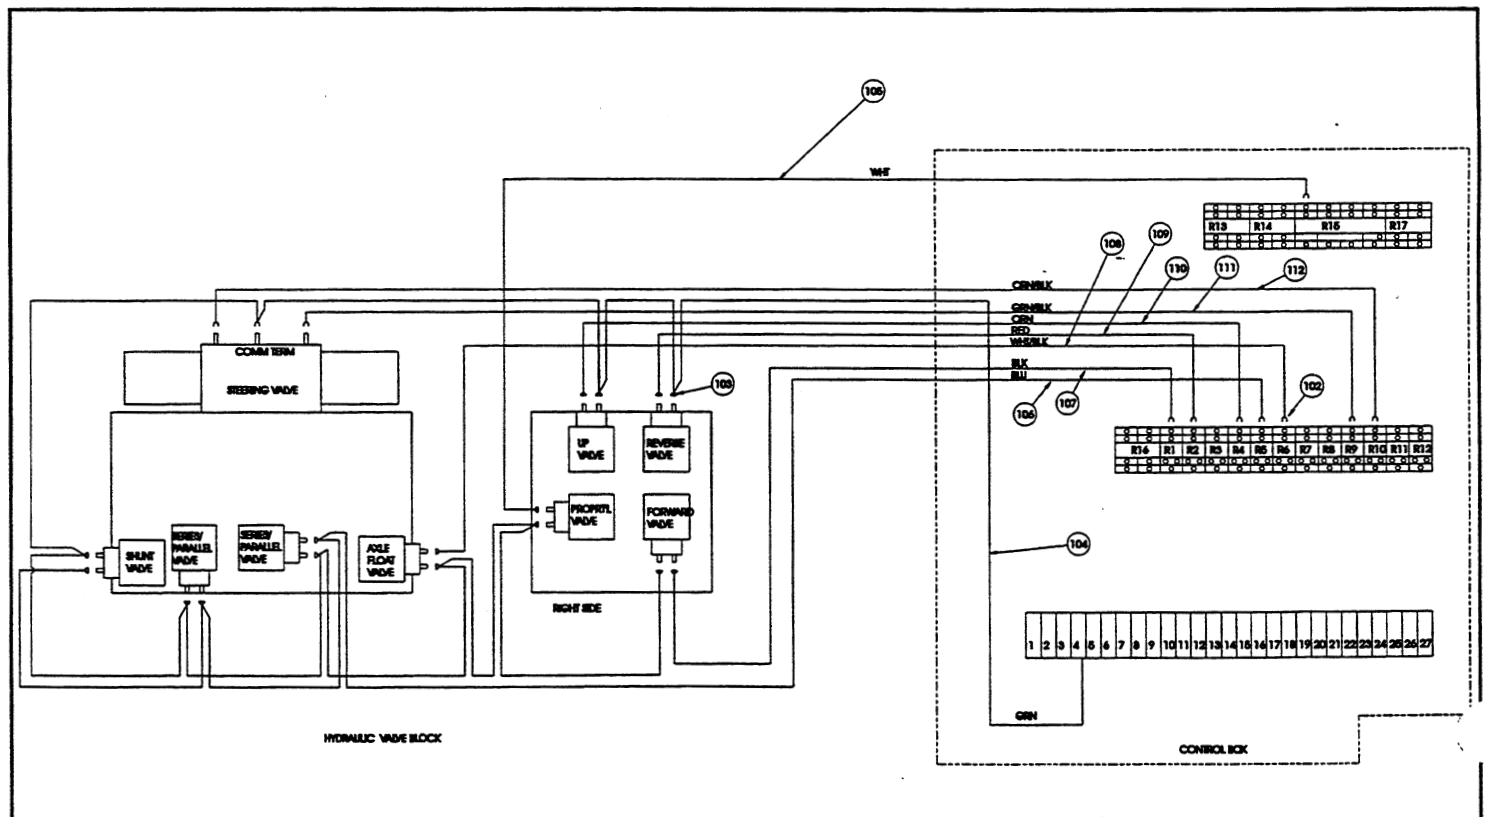 105
WHT
109
108
110
111
112
R13 R14 R15 R17
ORN/BLK
GRN/BLK
ORN
RED
WHT/BLK
BLK
BLU
COMM TERM
STEERING VALVE
103
102
106
107
UP
VALVE
REVERSE
VALVE
R16 R1 R2 R3 R4 R5 R6 R7 R8 R9 R10 R11 R12
PROPRTL
VALVE
FORWARD
VALVE
SHUNT
VALVE
SERIES/
PARALLEL
VALVE
SERIES/
PARALLEL
VALVE
AXLE
FLOAT
VALVE
104
RIGHT SIDE
1 2 3 4 5 6 7 8 9 10 11 12 13 14 15 16 17 18 19 20 21 22 23 24 25 26 27
GRN
HYDRAULIC VALVE BLOCK
CONTROL BOX